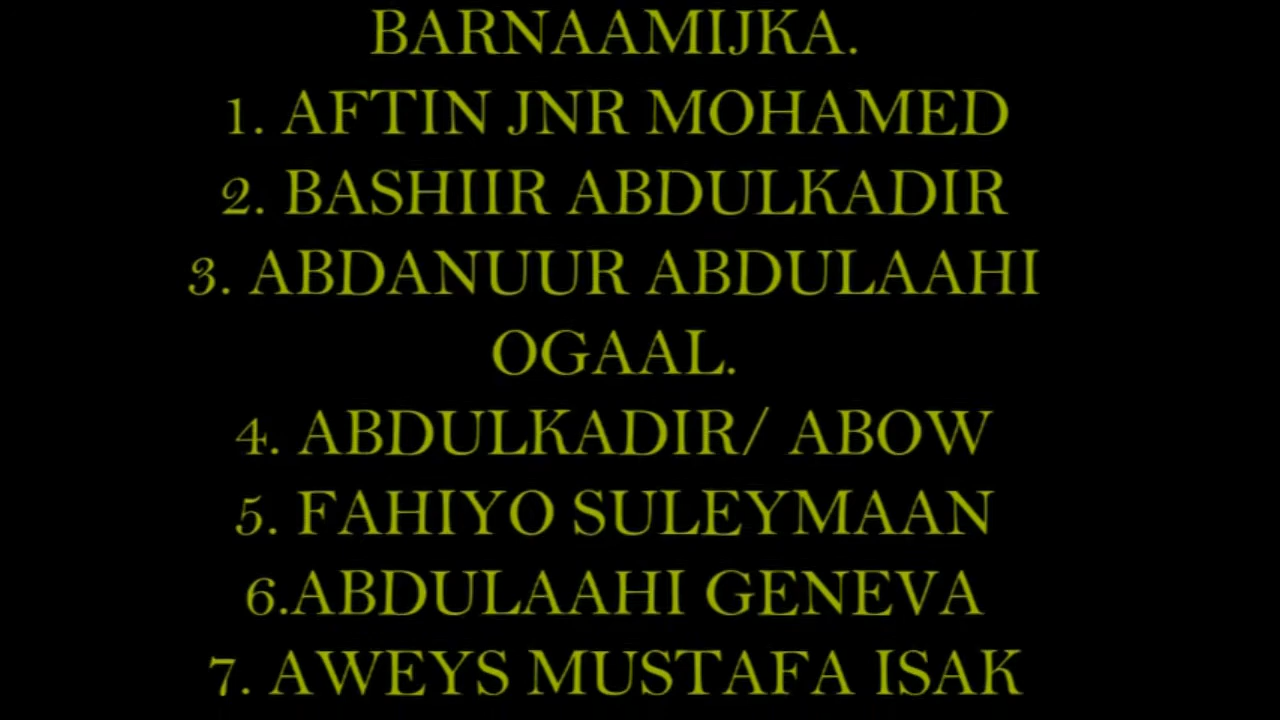 BARNAAMIJKA.
1. AFTIN JNR MOHAMED
2. BASHIIR ABDULKADIR
3. ABDANUUR ABDULAAHI
OGAAL.
4. ABDULKADIR/ ABOW
5. FAHIYO SULEYMAAN
6.ABDULAAHI GENEVA
7. AWEYS MUSTAFA ISAK